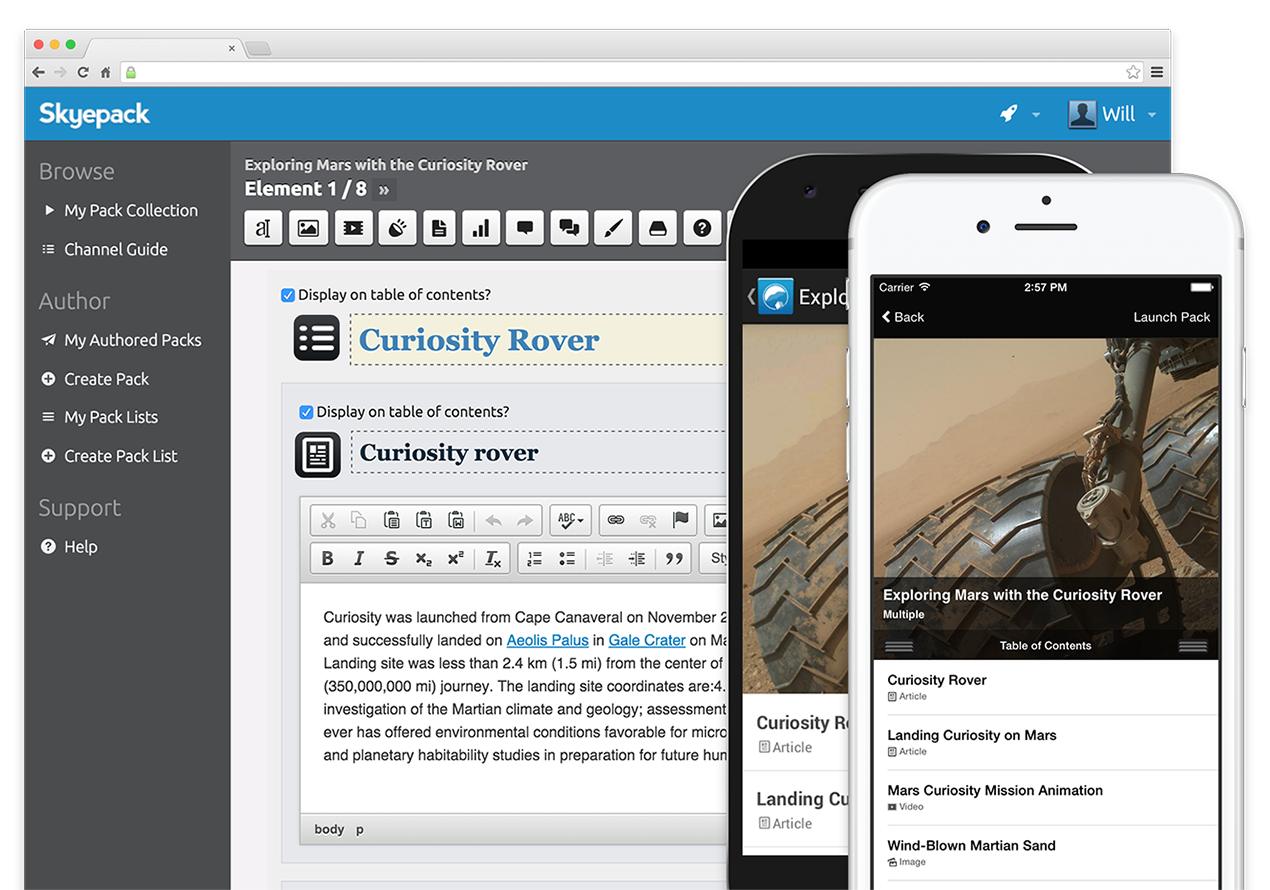 Skyepack
Will
Browse
My Pack Collection
Channel Guide
Author
My Authored Packs
Create Pack
My Pack Lists
Create Pack List
Support
Help
Exploring Mars with the Curiosity Rover
Element 1 / 8 »
Display on table of contents?
Curiosity Rover
Display on table of contents?
Curiosity rover
ABC
B I S x₂ x² Tx
Curiosity was launched from Cape Canaveral on November 2
and successfully landed on Aeolis Palus in Gale Crater on Ma
Landing site was less than 2.4 km (1.5 mi) from the center of
(350,000,000 mi) journey. The landing site coordinates are:4.
investigation of the Martian climate and geology; assessment
ever has offered environmental conditions favorable for micro
and planetary habitability studies in preparation for future hum
body p
Explo
Curiosity R
Article
Landing Cu
Article
Carrier 2:57 PM
Back Launch Pack
Exploring Mars with the Curiosity Rover
Multiple
Table of Contents
Curiosity Rover
Article
Landing Curiosity on Mars
Article
Mars Curiosity Mission Animation
Video
Wind-Blown Martian Sand
Image